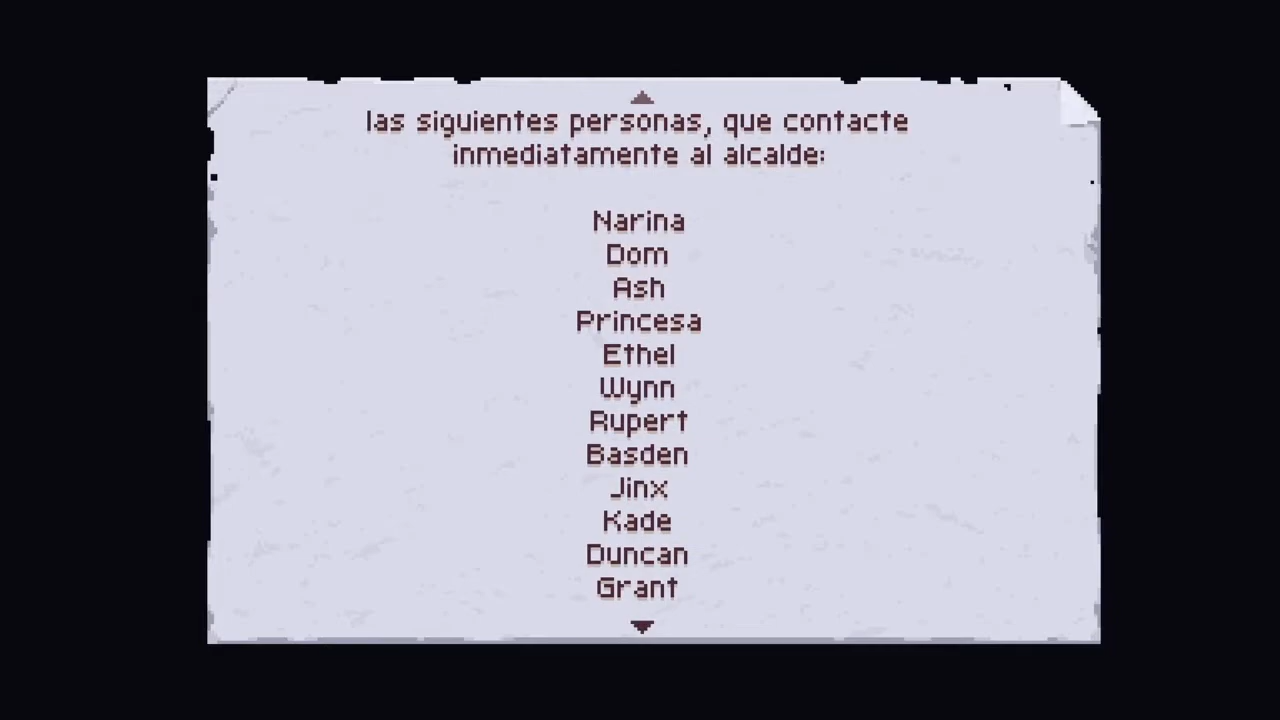 las siguientes personas, que contacte
inmediatamente al alcalde:
Narina
Dom
Ash
Princesa
Ethel
Wynn
Rupert
Basden
Jinx
Kade
Duncan
Grant